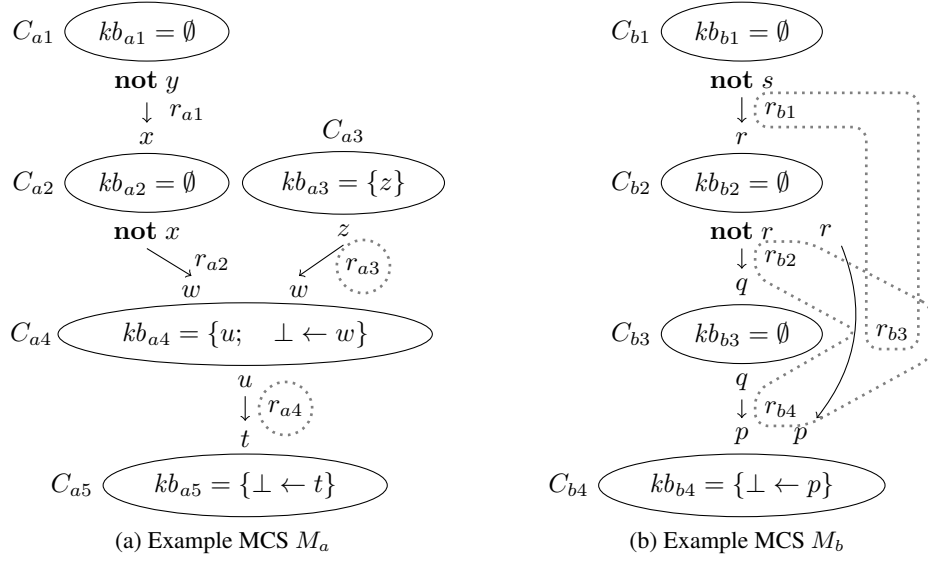 C_{a1} kb_{a1} = ∅
not y
r_{a1}
x
C_{a2} kb_{a2} = ∅
C_{a3}
kb_{a3} = {z}
not x
z
r_{a2}
r_{a3}
w w
C_{a4} kb_{a4} = {u; ⊥ ← w}
u
r_{a4}
t
C_{a5} kb_{a5} = {⊥ ← t}
(a) Example MCS M_a
C_{b1} kb_{b1} = ∅
not s
r_{b1}
r
C_{b2} kb_{b2} = ∅
not r r
r_{b2}
q
C_{b3} kb_{b3} = ∅
r_{b3}
q
r_{b4}
p p
C_{b4} kb_{b4} = {⊥ ← p}
(b) Example MCS M_b